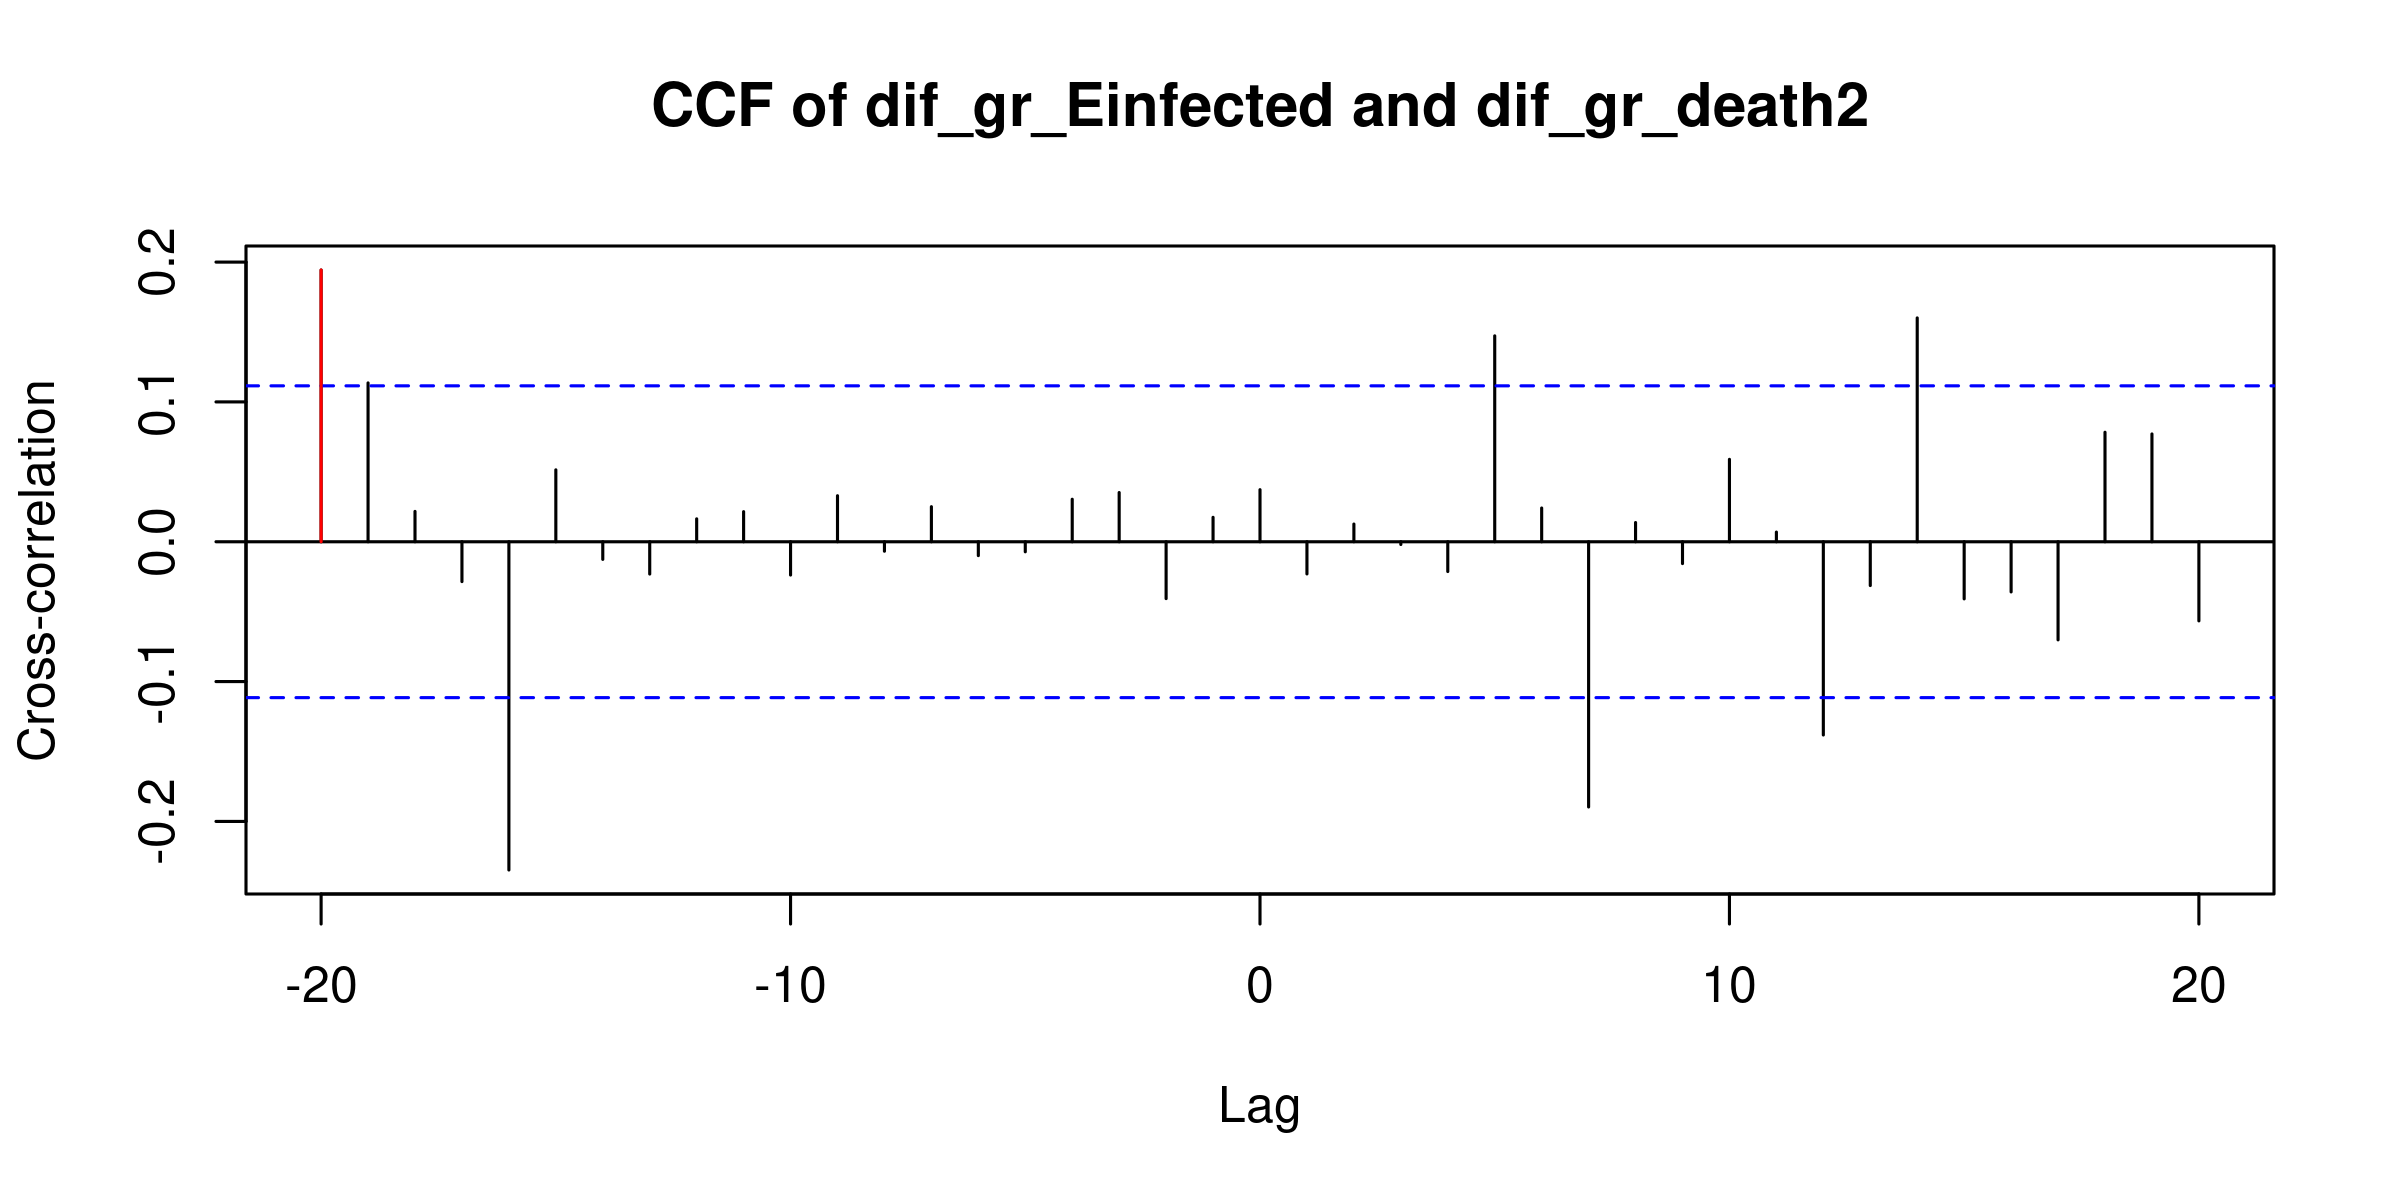 CCF of dif_gr_Einfected and dif_gr_death2
Cross-correlation
0.2
0.1
0.0
-0.1
-0.2
-20 -10 0 10 20
Lag